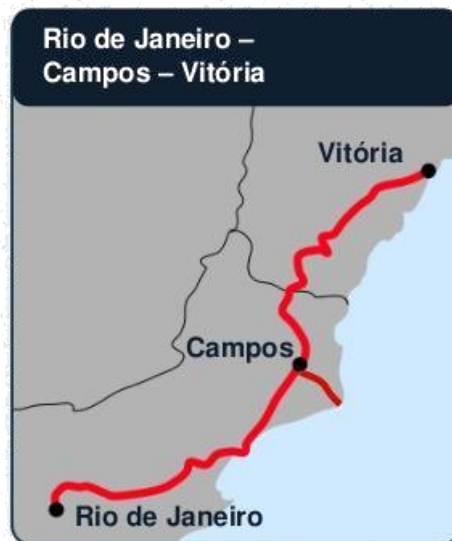 Rio de Janeiro –
Campos – Vitória
Vitória
Campos
Rio de Janeiro